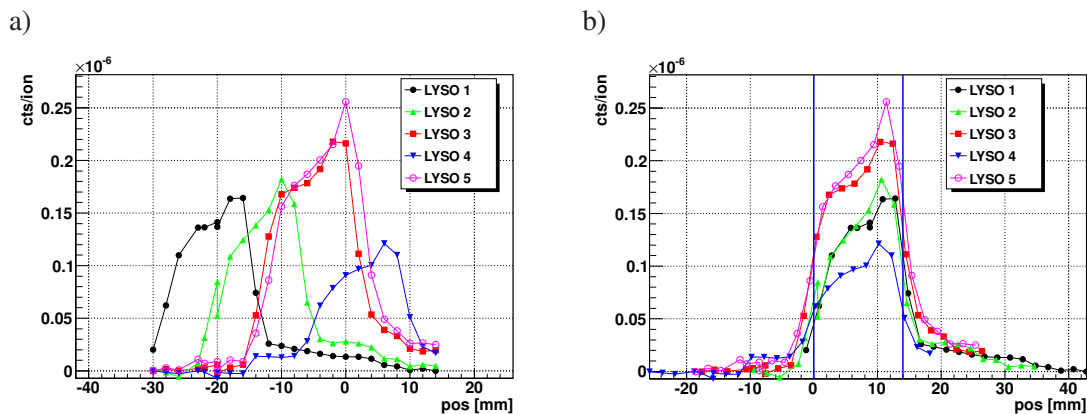 a)
b)
×10⁻⁶
cts/ion
0.25
0.2
0.15
0.1
0.05
0
-40
-30
-20
-10
0
10
20
pos [mm]
LYSO 1
LYSO 2
LYSO 3
LYSO 4
LYSO 5
×10⁻⁶
cts/ion
0.25
0.2
0.15
0.1
0.05
0
-20
-10
0
10
20
30
40
pos [mm]
LYSO 1
LYSO 2
LYSO 3
LYSO 4
LYSO 5